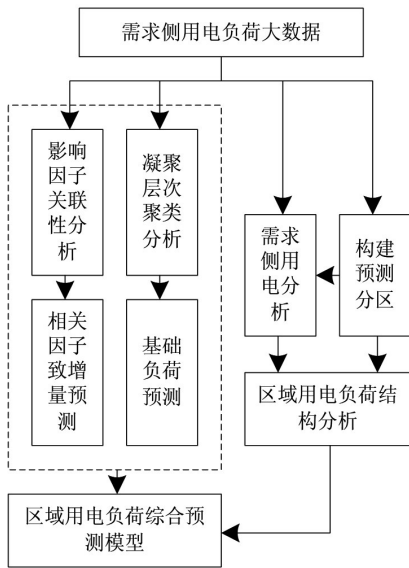 需求侧用电负荷大数据
影响
因子
关联
性分
析
凝聚
层次
聚类
分析
需求
侧用
电分
析
构建
预测
分区
相关
因子
致增
量预
测
基础
负荷
预测
区域用电负荷结
构分析
区域用电负荷综合预
测模型